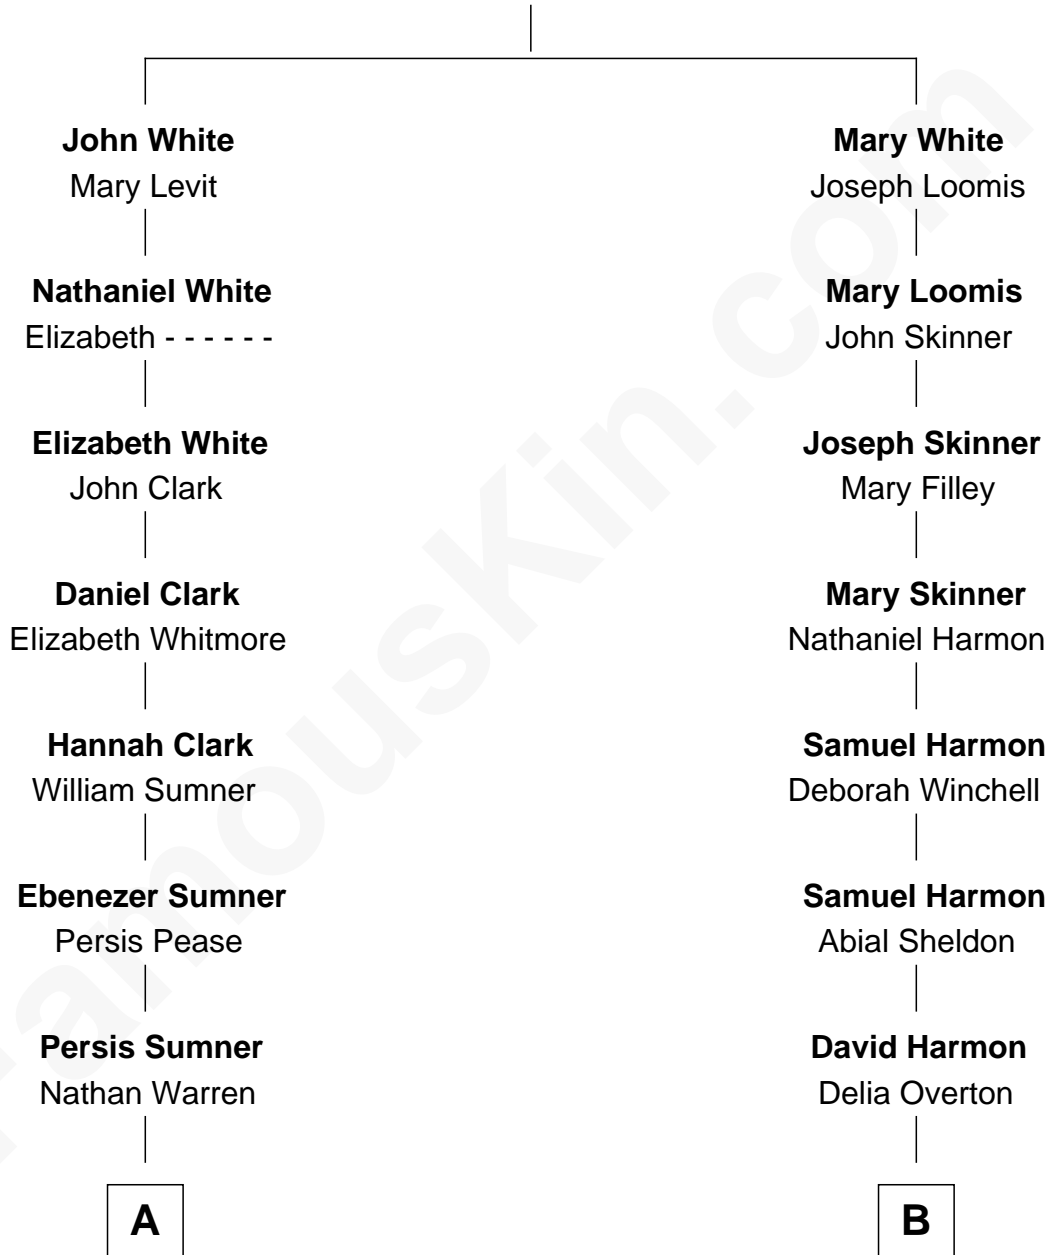 John White
Mary Levit
Nathaniel White
Elizabeth - - - - - -
Elizabeth White
John Clark
Daniel Clark
Elizabeth Whitmore
Hannah Clark
William Sumner
Ebenezer Sumner
Persis Pease
Persis Sumner
Nathan Warren
A
Mary White
Joseph Loomis
Mary Loomis
John Skinner
Joseph Skinner
Mary Filley
Mary Skinner
Nathaniel Harmon
Samuel Harmon
Deborah Winchell
Samuel Harmon
Abial Sheldon
David Harmon
Delia Overton
B
FamousKin.com